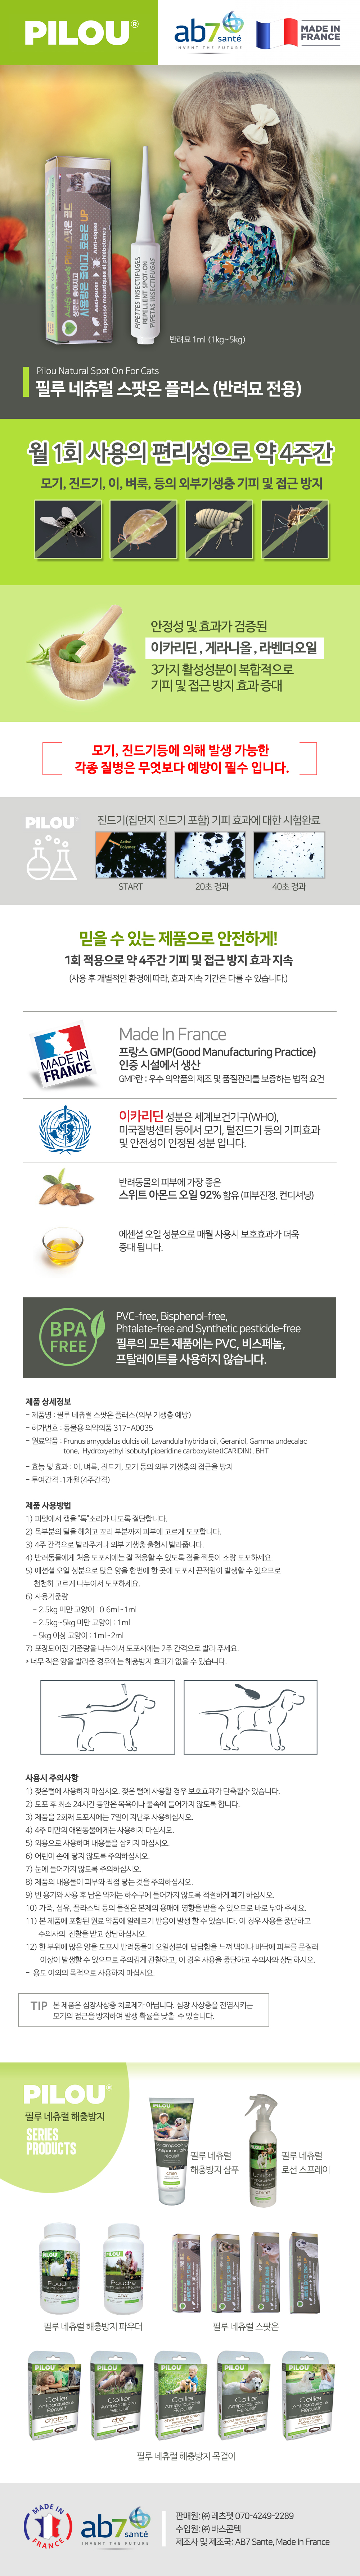 PILOU®
ab7 santé
INVENT THE FUTURE
MADE IN
FRANCE
PIPETTES INSECTIFUGES
REPELLENT SPOT-ON
PIPETAS INSECTIFUGAS
반려묘 1ml (1kg~5kg)
Pilou Natural Spot On For Cats
필루 네츄럴 스팟온 플러스 (반려묘 전용)
월 1회 사용의 편리성으로 약 4주간
모기, 진드기, 이, 벼룩, 등의 외부기생충 기피 및 접근 방지
안정성 및 효과가 검증된
이카리딘 , 게라니올 , 라벤더오일
3가지 활성성분이 복합적으로
기피 및 접근 방지 효과 증대
모기, 진드기등에 의해 발생 가능한
각종 질병은 무엇보다 예방이 필수 입니다.
PILOU®
진드기(집먼지 진드기 포함) 기피 효과에 대한 시험완료
START
20초 경과
40초 경과
믿을 수 있는 제품으로 안전하게!
1회 적용으로 약 4주간 기피 및 접근 방지 효과 지속
(사용 후 개별적인 환경에 따라, 효과 지속 기간은 다를 수 있습니다.)
MADE IN
FRANCE
Made In France
프랑스 GMP(Good Manufacturing Practice)
인증 시설에서 생산
GMP란 : 우수 의약품의 제조 및 품질관리를 보증하는 법적 요건
이카리딘 성분은 세계보건기구(WHO),
미국질병센터 등에서 모기, 털진드기 등의 기피효과
및 안전성이 인정된 성분 입니다.
반려동물의 피부에 가장 좋은
스위트 아몬드 오일 92% 함유 (피부진정, 컨디셔닝)
에센셜 오일 성분으로 매월 사용시 보호효과가 더욱
증대 됩니다.
BPA
FREE
PVC-free, Bisphenol-free,
Phtalate-free and Synthetic pesticide-free
필루의 모든 제품에는 PVC, 비스페놀,
프탈레이트를 사용하지 않습니다.
제품 상세정보
- 제품명 : 필루 네츄럴 스팟온 플러스(외부 기생충 예방)
- 허가번호 : 동물용 의약외품 317-A0035
- 원료약품 : Prunus amygdalus dulcis oil, Lavandula hybrida oil, Geraniol, Gamma undecalac
tone, Hydroxyethyl isobutyl piperidine carboxylate(ICARIDIN), BHT
- 효능 및 효과 : 이, 벼룩, 진드기, 모기 등의 외부 기생충의 접근을 방지
- 투여간격 :1개월(4주간격)
제품 사용방법
1) 피펫에서 캡을 "톡"소리가 나도록 절단합니다.
2) 목부분의 털을 헤치고 꼬리 부분까지 피부에 고르게 도포합니다.
3) 4주 간격으로 발라주거나 외부 기생충 출현시 발라줍니다.
4) 반려동물에게 처음 도포시에는 잘 적응할 수 있도록 점을 찍듯이 소량 도포하세요.
5) 에센셜 오일 성분으로 많은 양을 한번에 한 곳에 도포시 끈적임이 발생할 수 있으므로
천천히 고르게 나누어서 도포하세요.
6) 사용기준량
- 2.5kg 미만 고양이 : 0.6ml~1ml
- 2.5kg~5kg 미만 고양이 : 1ml
- 5kg 이상 고양이 : 1ml~2ml
7) 포장되어진 기준량을 나누어서 도포시에는 2주 간격으로 발라 주세요.
* 너무 적은 양을 발라준 경우에는 해충방지 효과가 없을 수 있습니다.
사용시 주의사항
1) 젖은털에 사용하지 마십시오. 젖은 털에 사용할 경우 보호효과가 단축될수 있습니다.
2) 도포 후 최소 24시간 동안은 목욕이나 물속에 들어가지 않도록 합니다.
3) 제품을 2회째 도포시에는 7일이 지난후 사용하십시오.
4) 4주 미만의 애완동물에게는 사용하지 마십시오.
5) 외용으로 사용하며 내용물을 삼키지 마십시오.
6) 어린이 손에 닿지 않도록 주의하십시오.
7) 눈에 들어가지 않도록 주의하십시오.
8) 제품의 내용물이 피부와 직접 닿는 것을 주의하십시오.
9) 빈 용기와 사용 후 남은 약제는 하수구에 들어가지 않도록 적절하게 폐기 하십시오.
10) 가죽, 섬유, 플라스틱 등의 물질은 본제의 용매에 영향을 받을 수 있으므로 바로 닦아 주세요.
11) 본 제품에 포함된 원료 약품에 알레르기 반응이 발생 할 수 있습니다. 이 경우 사용을 중단하고
수의사의 진찰을 받고 상담하십시오.
12) 한 부위에 많은 양을 도포시 반려동물이 오일성분에 답답함을 느껴 벽이나 바닥에 피부를 문질러
이상이 발생할 수 있으므로 주의깊게 관찰하고, 이 경우 사용을 중단하고 수의사와 상담하십시오.
- 용도 이외의 목적으로 사용하지 마십시요.
TIP 본 제품은 심장사상충 치료제가 아닙니다. 심장 사상충을 전염시키는
모기의 접근을 방지하여 발생 확률을 낮출 수 있습니다.
PILOU®
필루 네츄럴 해충방지
SERIES
PRODUCTS
필루 네츄럴
해충방지 샴푸
필루 네츄럴
로션 스프레이
필루 네츄럴 해충방지 파우더
필루 네츄럴 스팟온
필루 네츄럴 해충방지 목걸이
MADE IN
FRANCE
ab7 santé
INVENT THE FUTURE
판매원: ㈜ 레츠펫 070-4249-2289
수입원: ㈜ 바스콘텍
제조사 및 제조국: AB7 Sante, Made In France